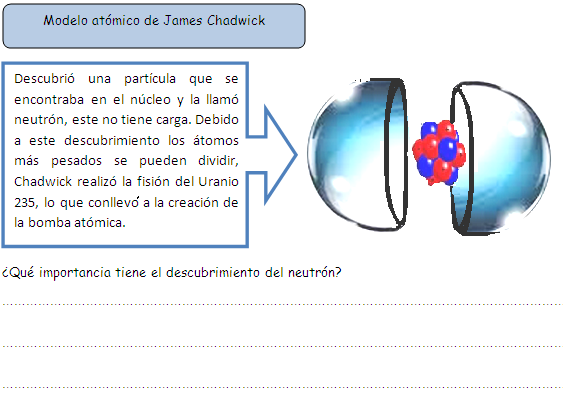 Modelo atómico de James Chadwick
Descubrió una partícula que se
encontraba en el núcleo y la llamó
neutrón, este no tiene carga. Debido
a este descubrimiento los átomos
más pesados se pueden dividir,
Chadwick realizó la fisión del Uranio
235, lo que conllevó a la creación de
la bomba atómica.
¿Qué importancia tiene el descubrimiento del neutrón?